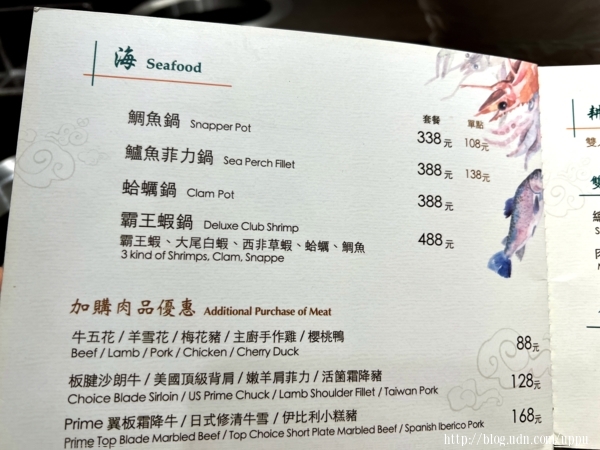 海 Seafood
套餐 單點
鯛魚鍋 Snapper Pot 338元 108元
鱸魚菲力鍋 Sea Perch Fillet 388元 138元
蛤蠣鍋 Clam Pot 388元
霸王蝦鍋 Deluxe Club Shrimp 488元
霸王蝦、大尾白蝦、西非草蝦、蛤蠣、鯛魚
3 kind of Shrimps, Clam, Snappe
加購肉品優惠 Additional Purchase of Meat
牛五花 / 羊雪花 / 梅花豬 / 主廚手作雞 / 櫻桃鴨 88元
Beef / Lamb / Pork / Chicken / Cherry Duck
板腱沙朗牛 / 美國頂級背肩 / 嫩羊肩菲力 / 活菌霜降豬 128元
Choice Blade Sirloin / US Prime Chuck / Lamb Shoulder Fillet / Taiwan Pork
Prime 翼板霜降牛 / 日式修清牛雪 / 伊比利小糕豬 168元
Prime Top Blade Marbled Beef / Top Choice Short Plate Marbled Beef / Spanish Iberico Pork